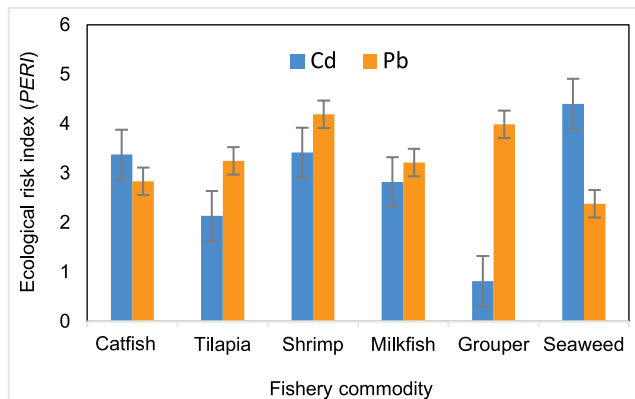 6
5
4
3
2
1
0
Ecological risk index (PERI)
Cd Pb
Catfish Tilapia Shrimp Milkfish Grouper Seaweed
Fishery commodity